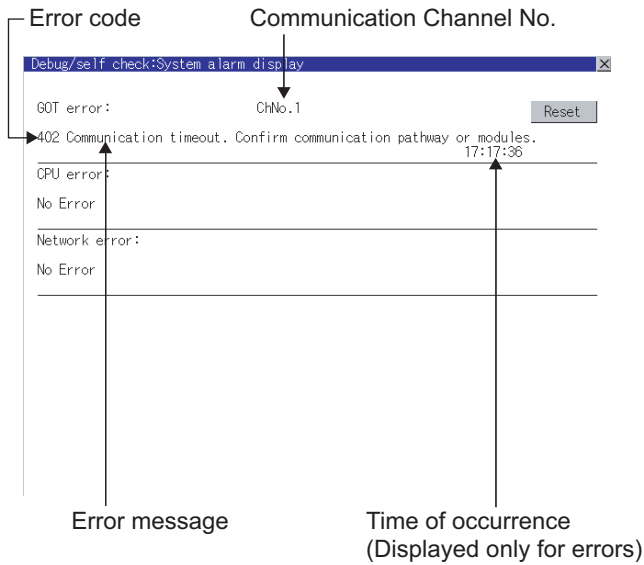 Error code
Communication Channel No.
Debug/self check:System alarm display
GOT error:
ChNo.1
Reset
402 Communication timeout. Confirm communication pathway or modules.
17:17:36
CPU error:
No Error
Network error:
No Error
Error message
Time of occurrence
(Displayed only for errors)